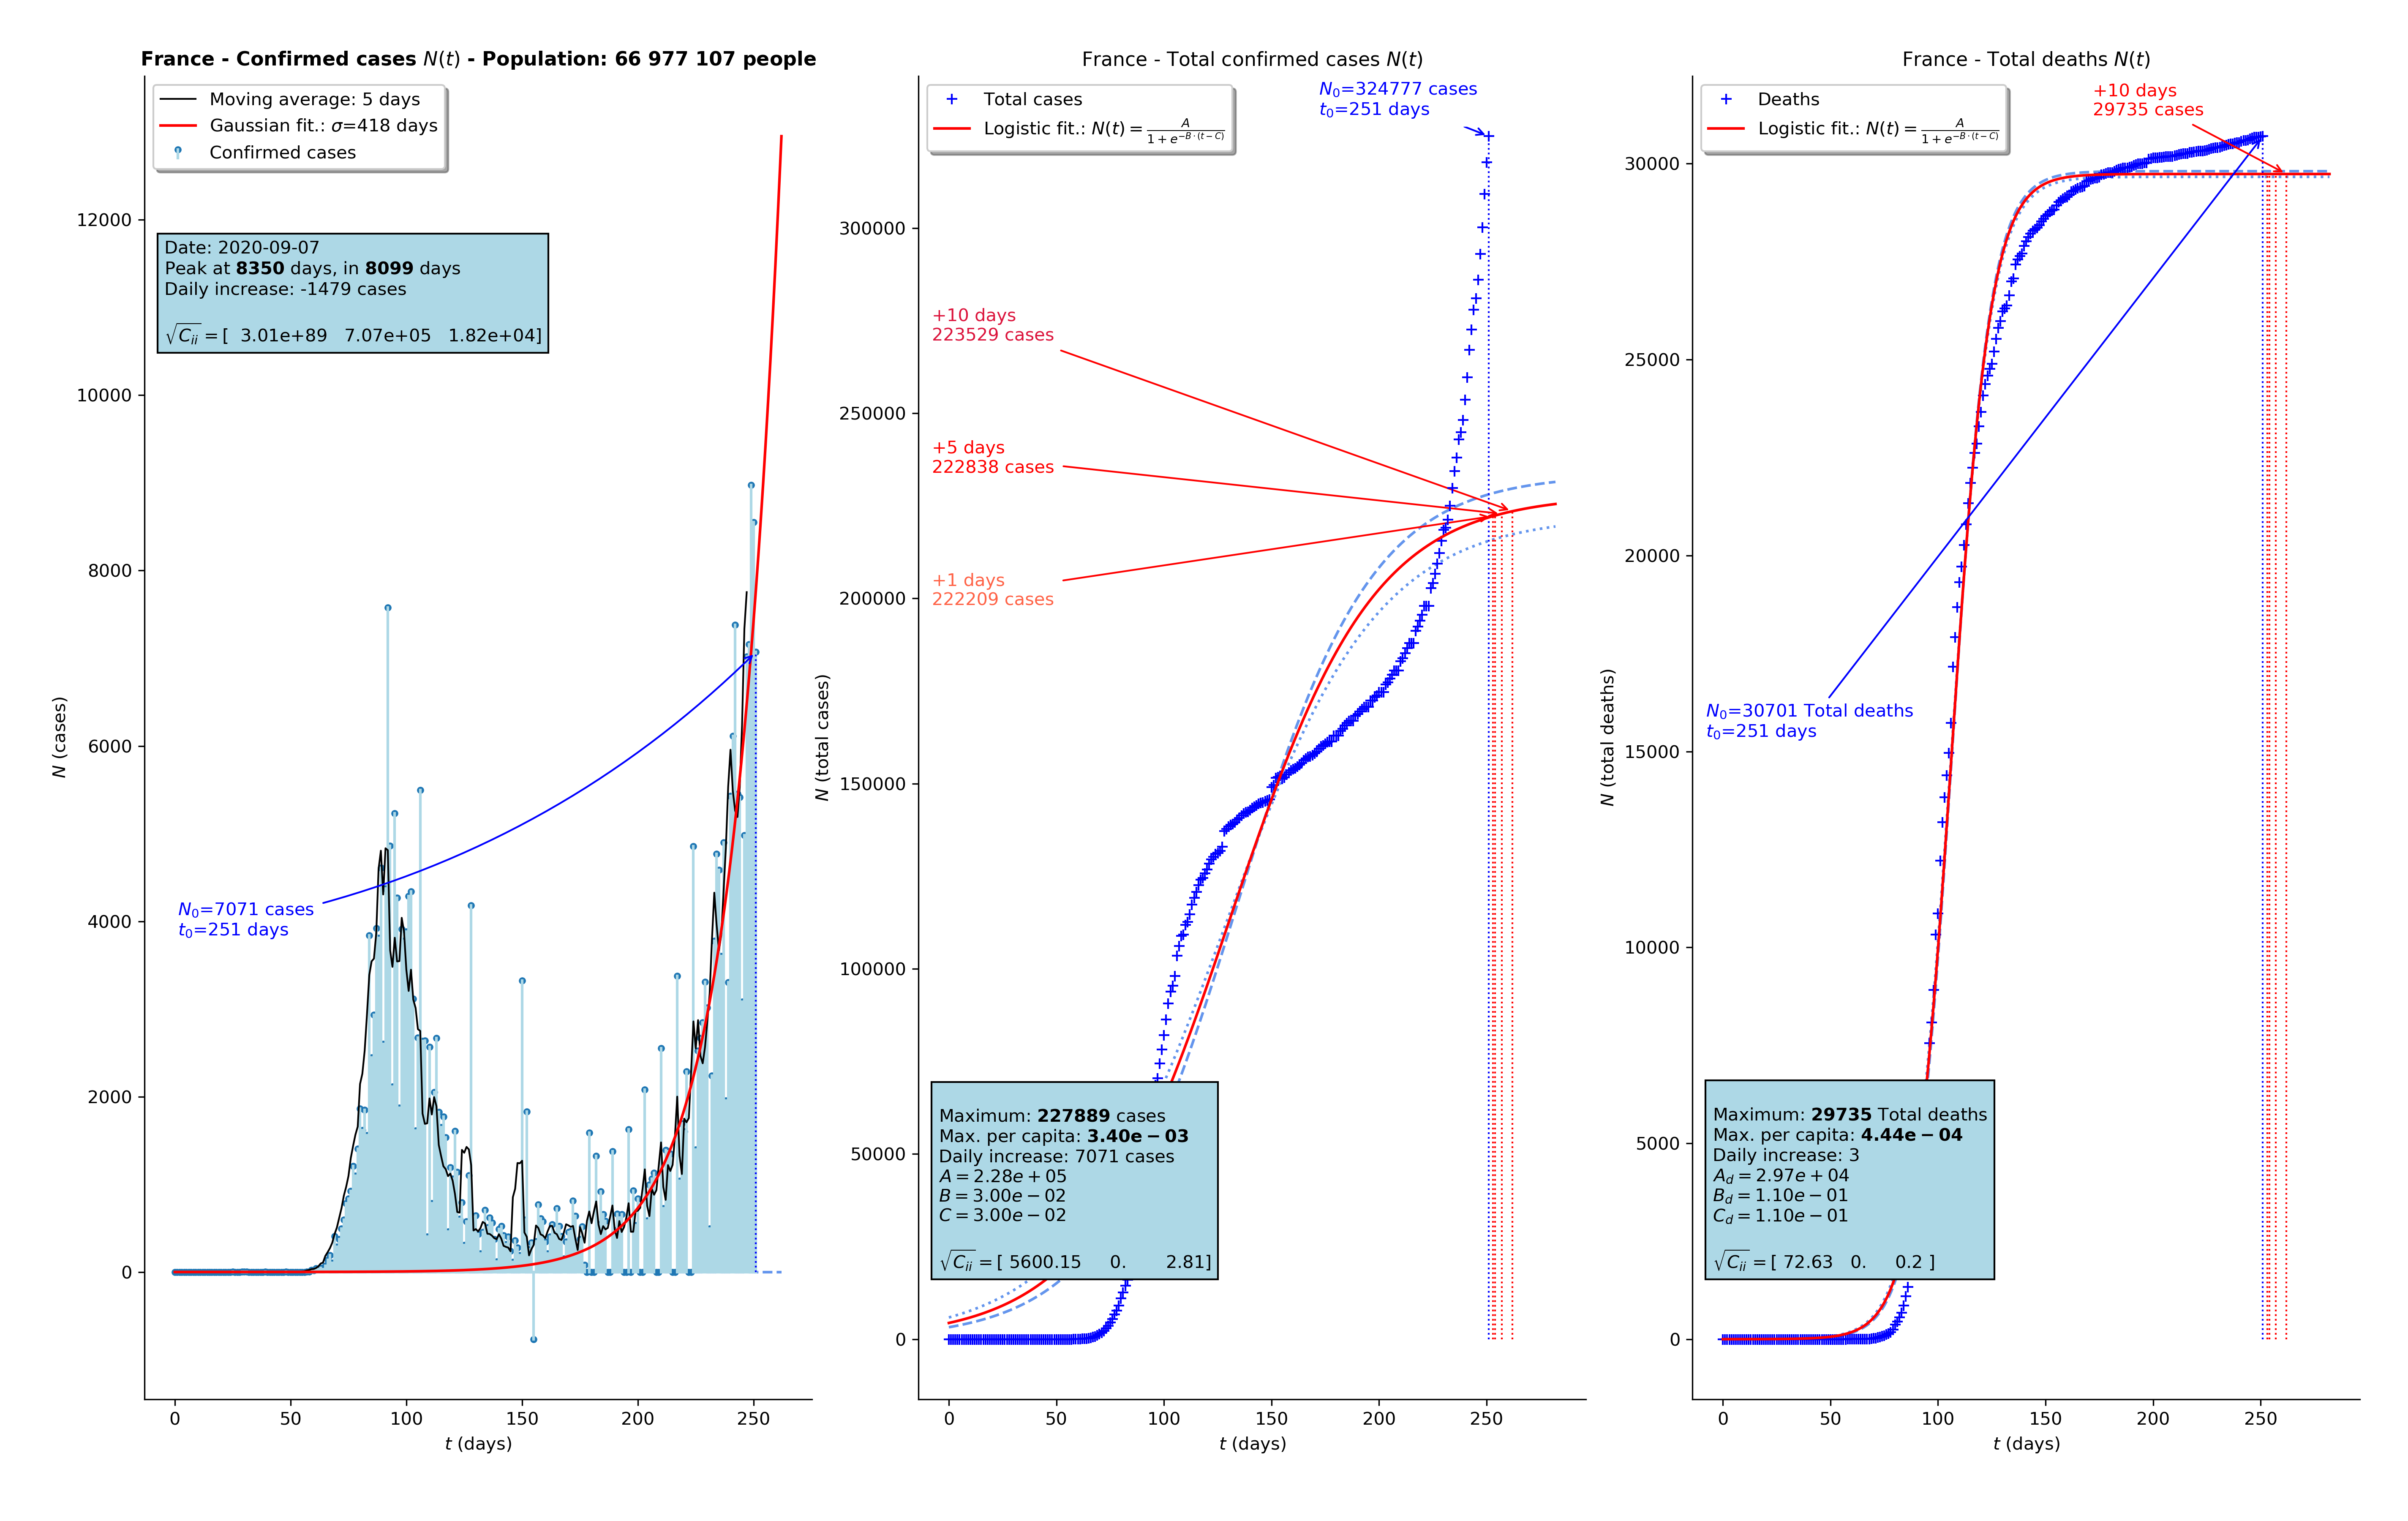 France - Confirmed cases N(t) - Population: 66 977 107 people
Moving average: 5 days
Gaussian fit.: σ=418 days
Confirmed cases
Date: 2020-09-07
Peak at 8350 days, in 8099 days
Daily increase: -1479 cases
√C_ii = [ 3.01e+89 7.07e+05 1.82e+04]
N₀=7071 cases
t₀=251 days
12000
10000
8000
6000
4000
2000
0
N (cases)
0 50 100 150 200 250
t (days)
France - Total confirmed cases N(t)
Total cases
Logistic fit.: N(t) = A / (1 + e^{-B·(t-C)})
N₀=324777 cases
t₀=251 days
+10 days
223529 cases
+5 days
222838 cases
+1 days
222209 cases
Maximum: 227889 cases
Max. per capita: 3.40e − 03
Daily increase: 7071 cases
A = 2.28e + 05
B = 3.00e − 02
C = 3.00e − 02
√C_ii = [ 5600.15 0. 2.81]
300000
250000
200000
150000
100000
50000
0
N (total cases)
0 50 100 150 200 250
t (days)
France - Total deaths N(t)
Deaths
Logistic fit.: N(t) = A / (1 + e^{-B·(t-C)})
+10 days
29735 cases
N₀=30701 Total deaths
t₀=251 days
Maximum: 29735 Total deaths
Max. per capita: 4.44e − 04
Daily increase: 3
A_d = 2.97e + 04
B_d = 1.10e − 01
C_d = 1.10e − 01
√C_ii = [ 72.63 0. 0.2 ]
30000
25000
20000
15000
10000
5000
0
N (total deaths)
0 50 100 150 200 250
t (days)